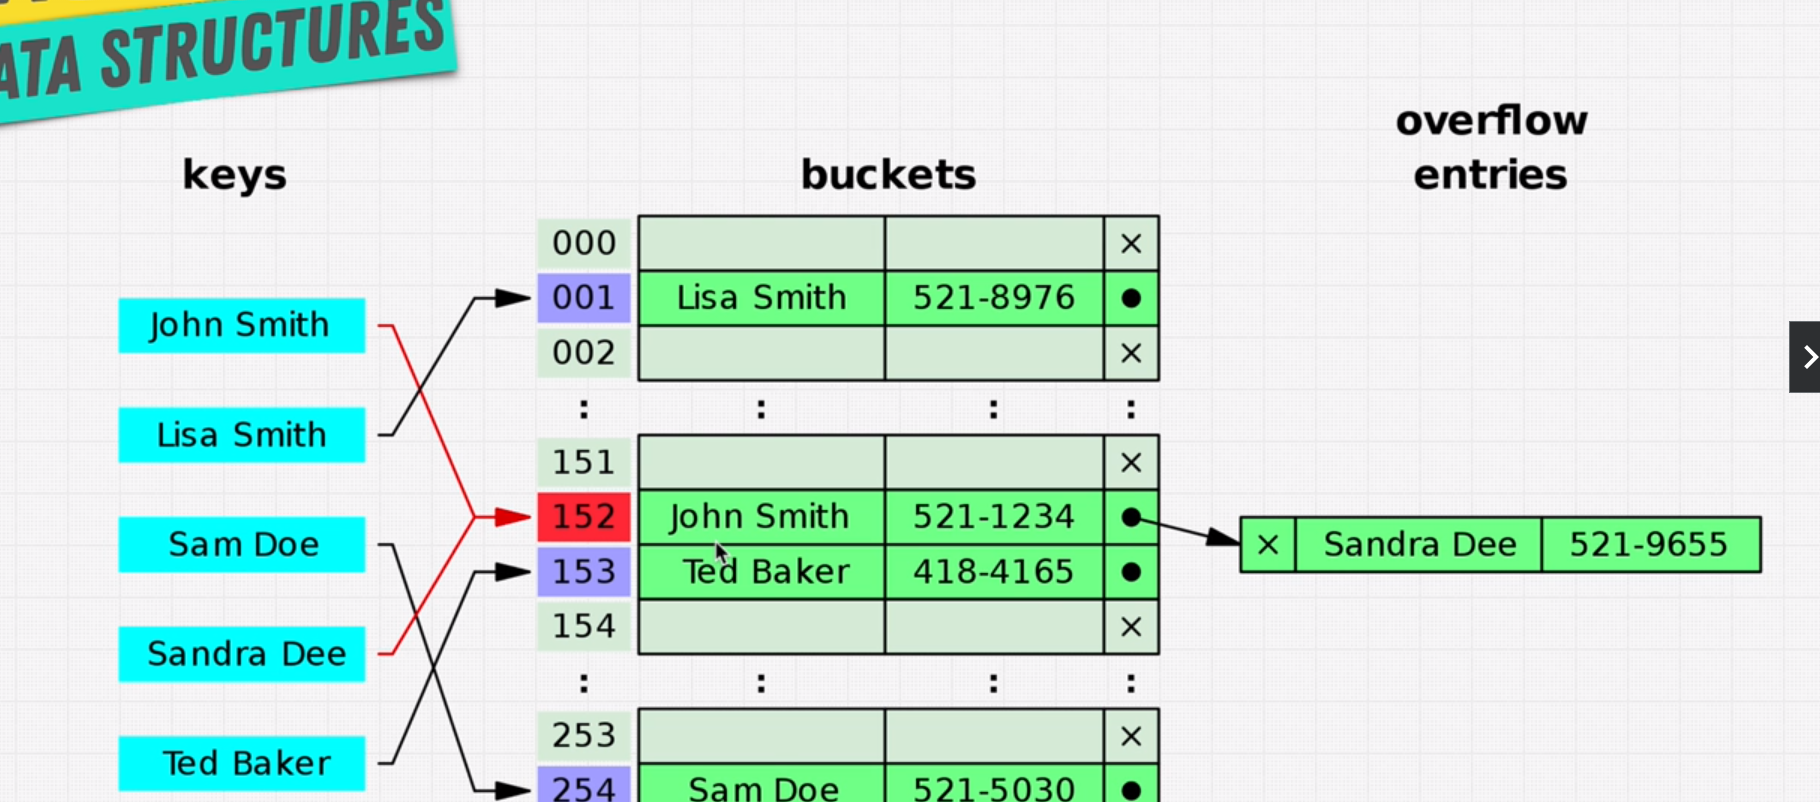 ATA STRUCTURES
overflow
entries
keys
buckets
000 ×
John Smith
001 Lisa Smith 521-8976 ●
002 ×
: : : :
Lisa Smith
151 ×
152 John Smith 521-1234 ●
Sam Doe
× Sandra Dee 521-9655
153 Ted Baker 418-4165 ●
154 ×
Sandra Dee
: : : :
253 ×
Ted Baker
254 Sam Doe 521-5030 ●